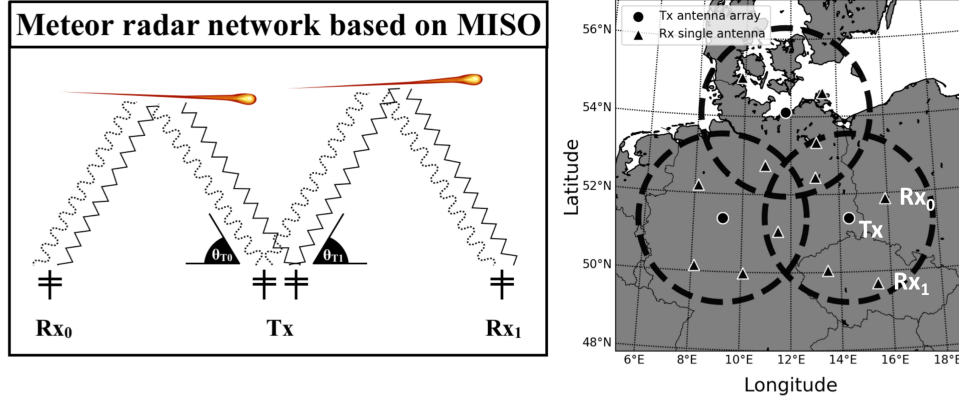 Meteor radar network based on MISO
θT0
θT1
Rx0
Tx
Rx1
Tx antenna array
Rx single antenna
56°N
54°N
52°N
50°N
48°N
Latitude
Rx0
Tx
Rx1
6°E 8°E 10°E 12°E 14°E 16°E 18°E
Longitude